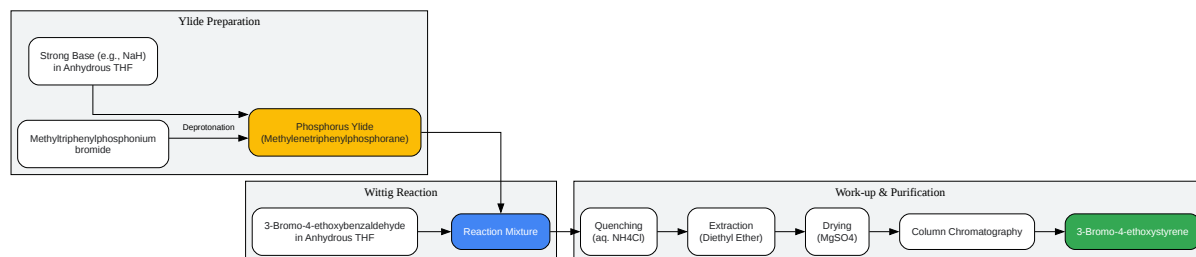 Ylide Preparation
Strong Base (e.g., NaH)
in Anhydrous THF
Methyltriphenylphosphonium
bromide
Deprotonation
Phosphorus Ylide
(Methylenetriphenylphosphorane)
Wittig Reaction
3-Bromo-4-ethoxybenzaldehyde
in Anhydrous THF
Reaction Mixture
Work-up & Purification
Quenching
(aq. NH4Cl)
Extraction
(Diethyl Ether)
Drying
(MgSO4)
Column Chromatography
3-Bromo-4-ethoxystyrene